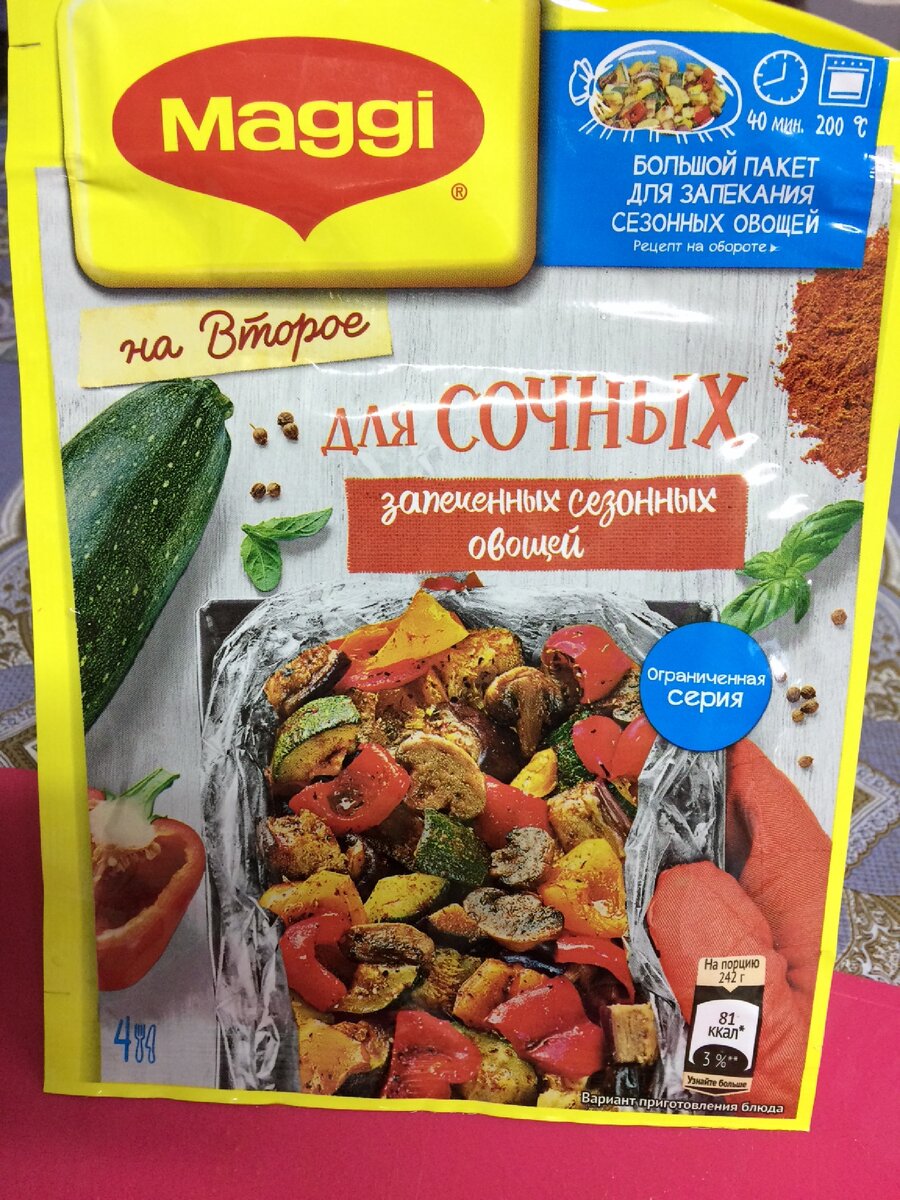 Maggi
®
40 мин. 200 °C
БОЛЬШОЙ ПАКЕТ
ДЛЯ ЗАПЕКАНИЯ
СЕЗОННЫХ ОВОЩЕЙ
Рецепт на обороте
на Второе
для СОЧНЫХ
запеченных сезонных
овощей
Ограниченная
серия
На порцию
242 г
81
ккал*
3 %**
Узнайте больше
4
Вариант приготовления блюда